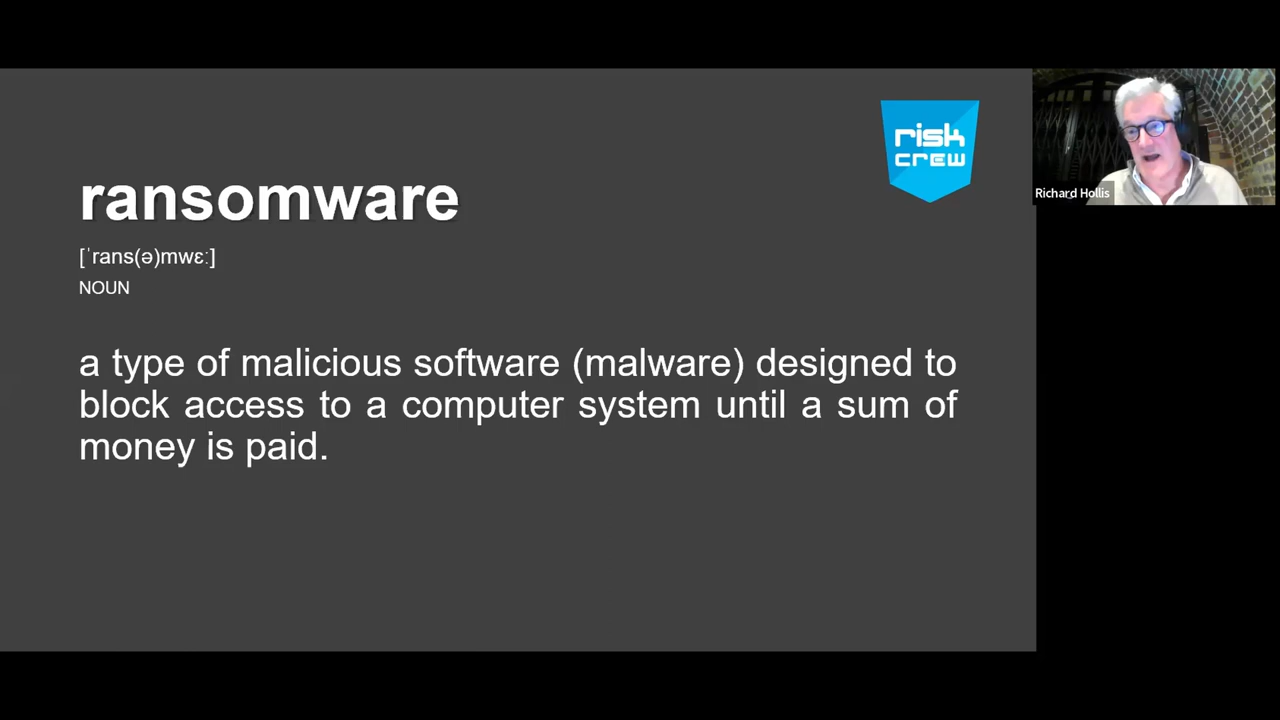 risk
crew
Richard Hollis
ransomware
[ˈrans(ə)mwɛː]
NOUN
a type of malicious software (malware) designed to
block access to a computer system until a sum of
money is paid.